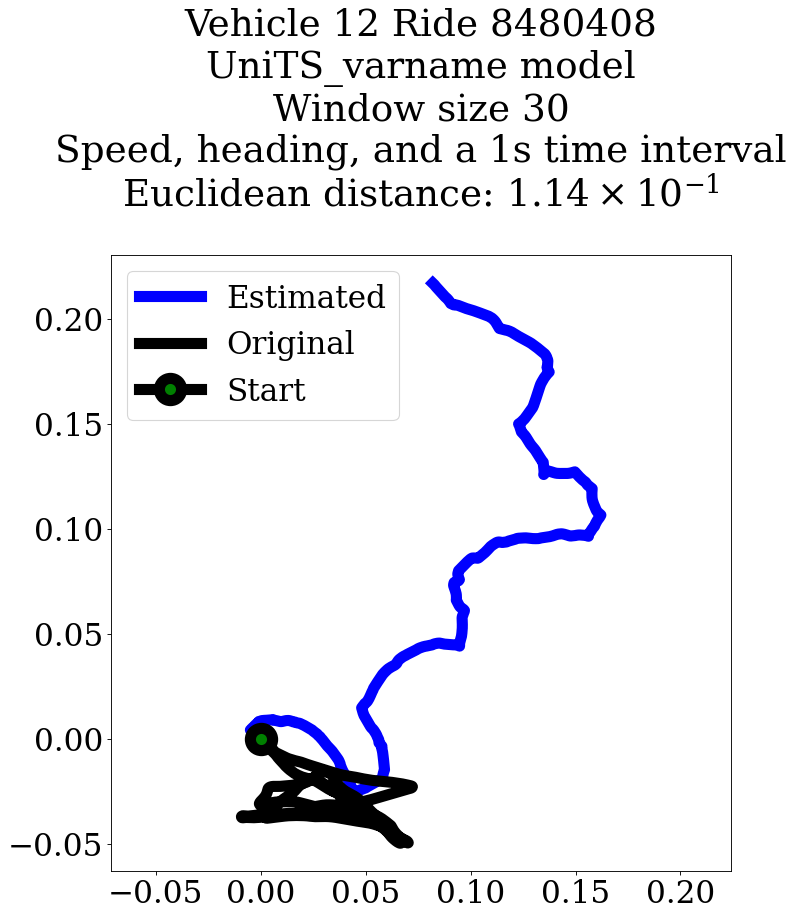 Vehicle 12 Ride 8480408
UniTS_varname model
Window size 30
Speed, heading, and a 1s time interval
Euclidean distance: 1.14 × 10⁻¹
Estimated
Original
Start
0.20
0.15
0.10
0.05
0.00
−0.05
−0.05 0.00 0.05 0.10 0.15 0.20